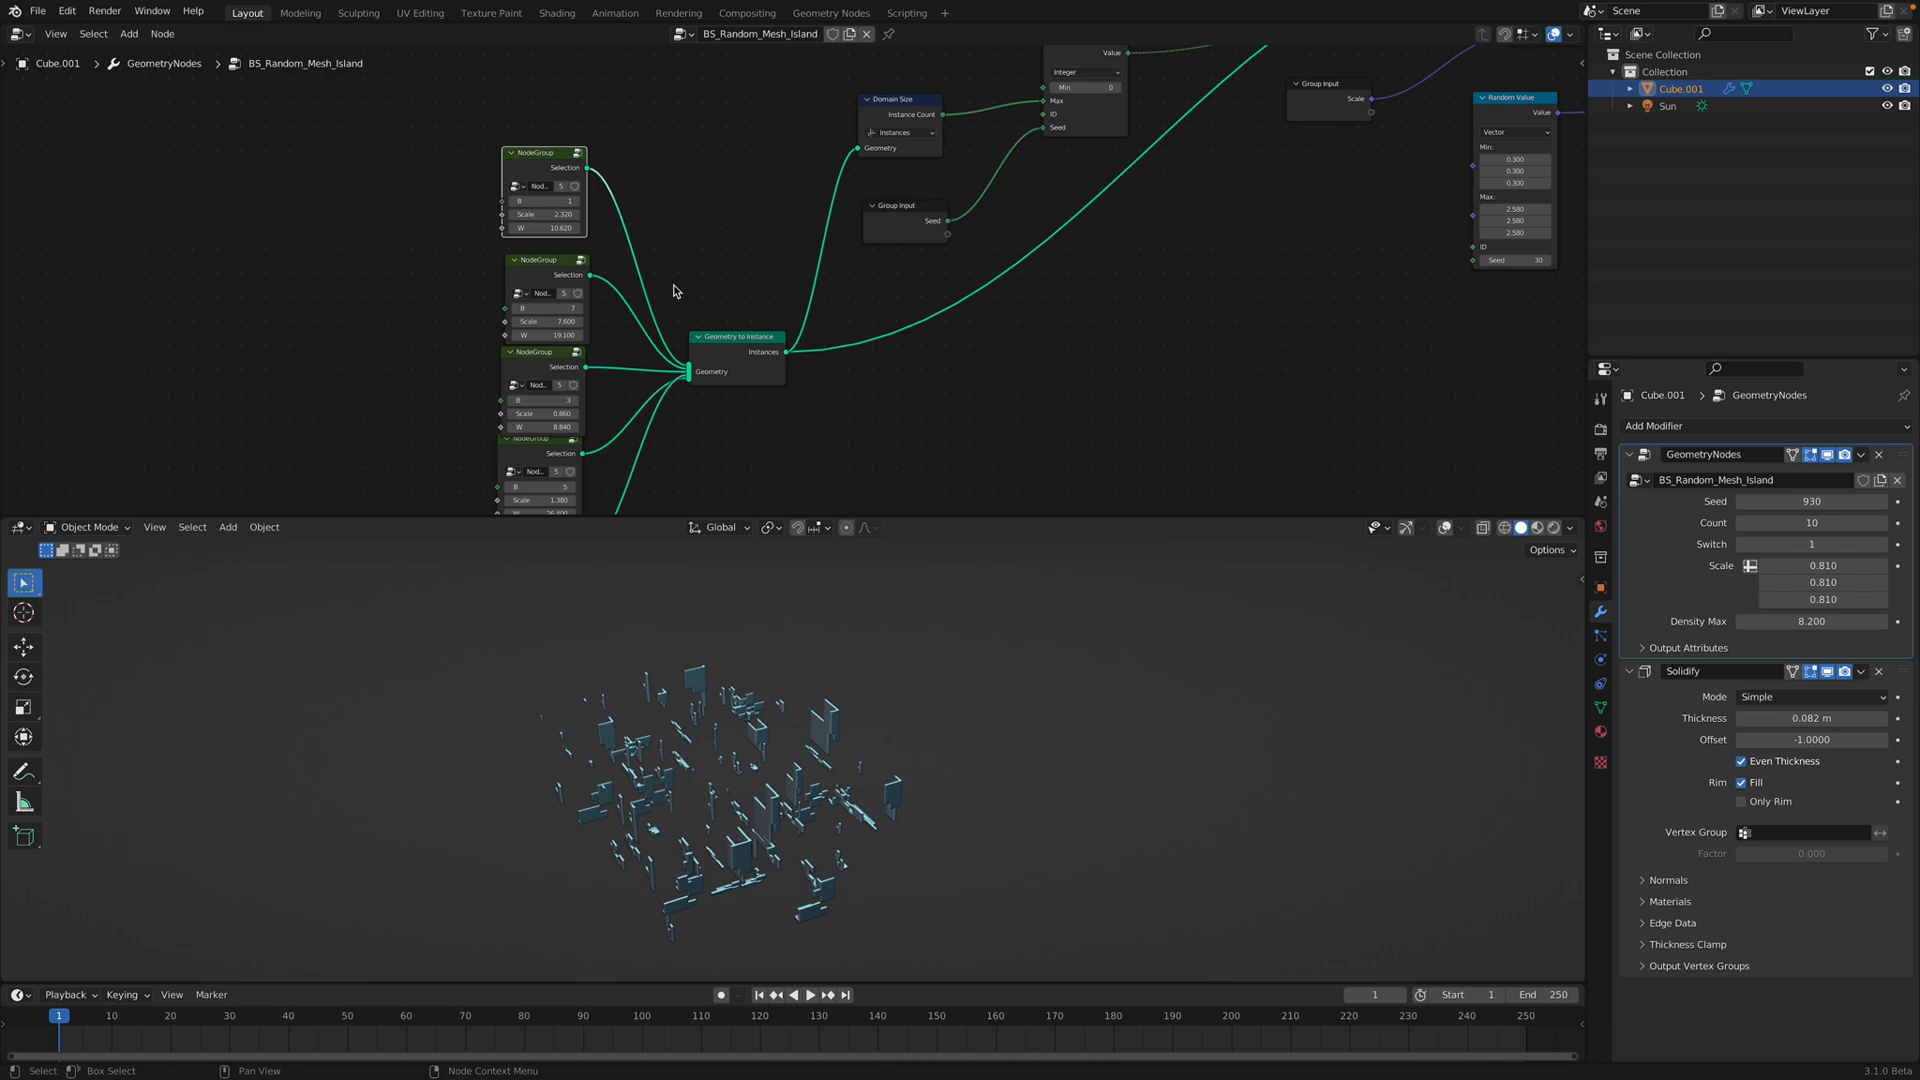 File Edit Render Window Help Layout Modeling Sculpting UV Editing Texture Paint Shading Animation Rendering Compositing Geometry Nodes Scripting Scene ViewLayer
View Select Add Node BS_Random_Mesh_Island
Cube.001 GeometryNodes BS_Random_Mesh_Island
NodeGroup
Selection
Nod... 5
B 1
Scale 2.320
W 10.620
NodeGroup
Selection
Nod... 5
B 7
Scale 7.600
W 19.100
NodeGroup
Selection
Nod... 5
B 3
Scale 0.860
W 8.840
NodeGroup
Selection
Nod... 5
B 5
Scale 1.380
W 26.400
Geometry to Instance
Instances
Geometry
Domain Size
Instance Count
Instances
Geometry
Group Input
Seed
Value
Integer
Min 0
Max
ID
Seed
Group Input
Scale
Random Value
Value
Vector
Min:
0.300
0.300
0.300
Max:
2.580
2.580
2.580
ID
Seed 30
Scene Collection
Collection
Cube.001
Sun
Cube.001 GeometryNodes
Add Modifier
GeometryNodes
BS_Random_Mesh_Island
Seed 930
Count 10
Switch 1
Scale 0.810
0.810
0.810
Density Max 8.200
Output Attributes
Solidify
Mode Simple
Thickness 0.082 m
Offset -1.0000
Even Thickness
Rim Fill
Only Rim
Vertex Group
Factor 0.000
Normals
Materials
Edge Data
Thickness Clamp
Output Vertex Groups
Object Mode View Select Add Object Global
Options
Playback Keying View Marker 1 Start 1 End 250
1 10 20 30 40 50 60 70 80 90 100 110 120 130 140 150 160 170 180 190 200 210 220 230 240 250
Select Box Select Pan View Node Context Menu 3.1.0 Beta